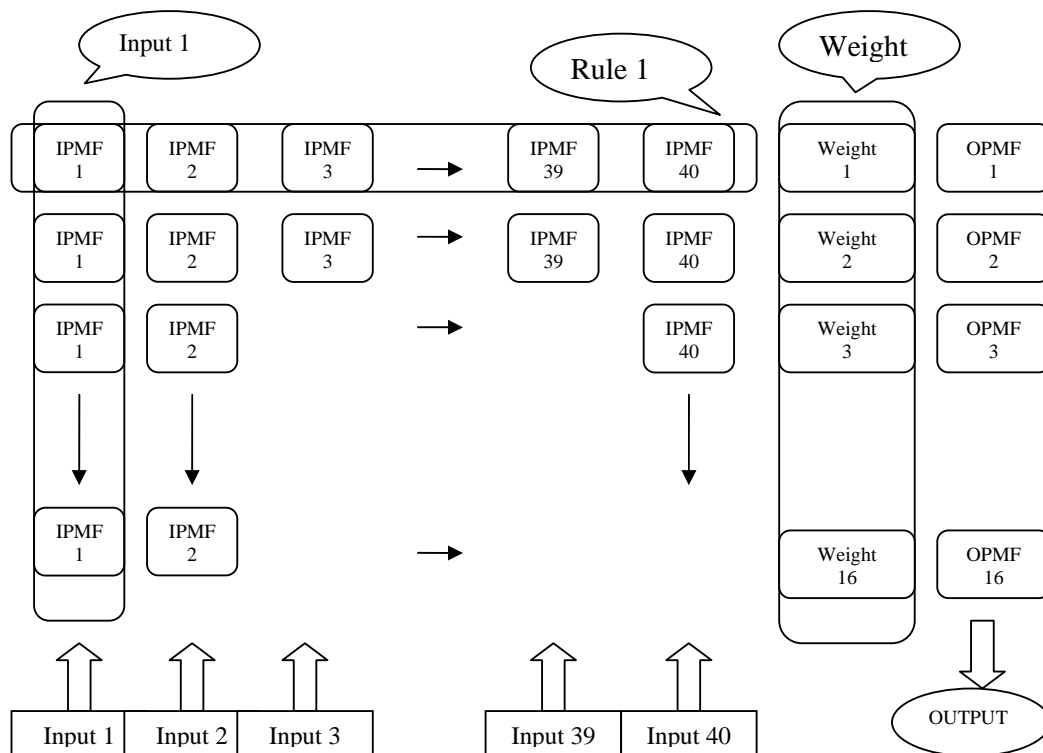 Input 1
Rule 1
Weight
IPMF
1
IPMF
2
IPMF
3
IPMF
39
IPMF
40
Weight
1
OPMF
1
IPMF
1
IPMF
2
IPMF
3
IPMF
39
IPMF
40
Weight
2
OPMF
2
IPMF
1
IPMF
2
IPMF
40
Weight
3
OPMF
3
IPMF
1
IPMF
2
Weight
16
OPMF
16
Input 1
Input 2
Input 3
Input 39
Input 40
OUTPUT